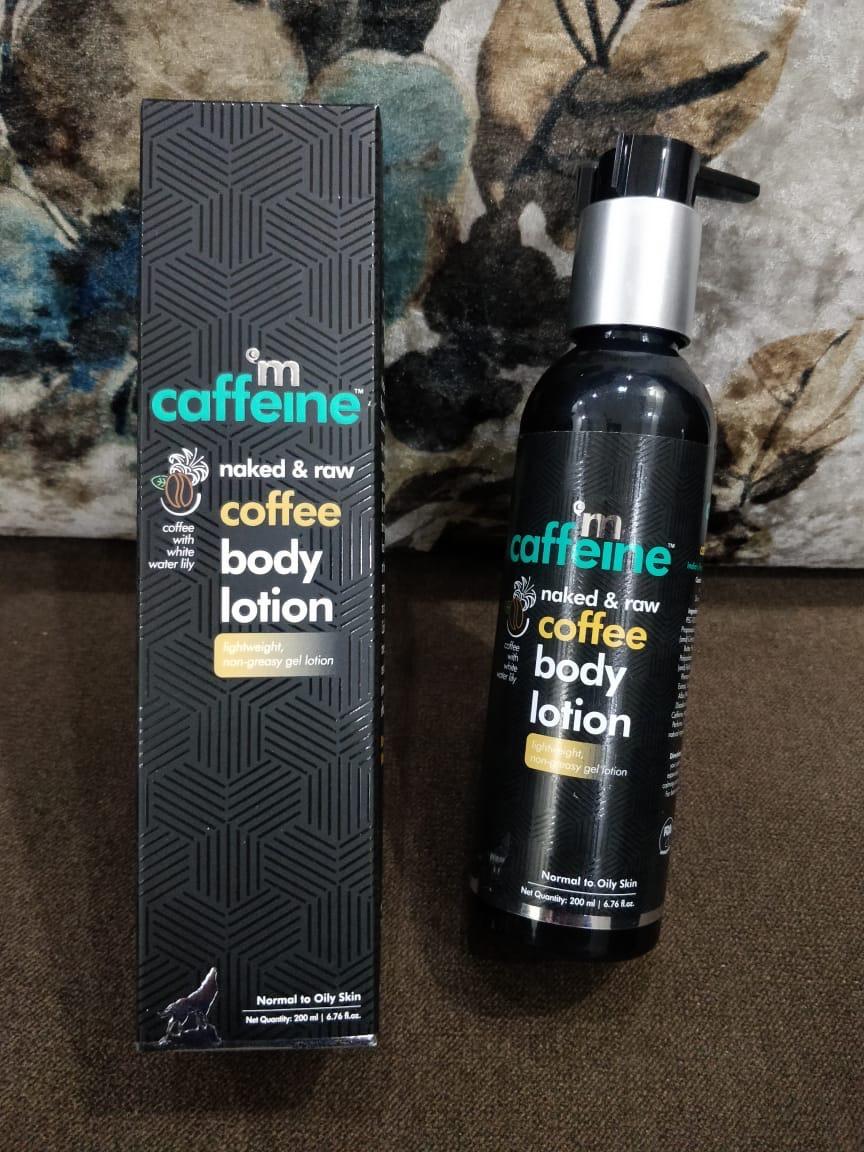 m
caffeine™
naked & raw
coffee
body
lotion
coffee
with
white
water lily
lightweight,
non-greasy gel lotion
Normal to Oily Skin
Net Quantity: 200 ml | 6.76 fl.oz.
m
caffeine™
naked & raw
coffee
body
lotion
coffee
with
white
water lily
lightweight,
non-greasy gel lotion
Normal to Oily Skin
Net Quantity: 200 ml | 6.76 fl.oz.